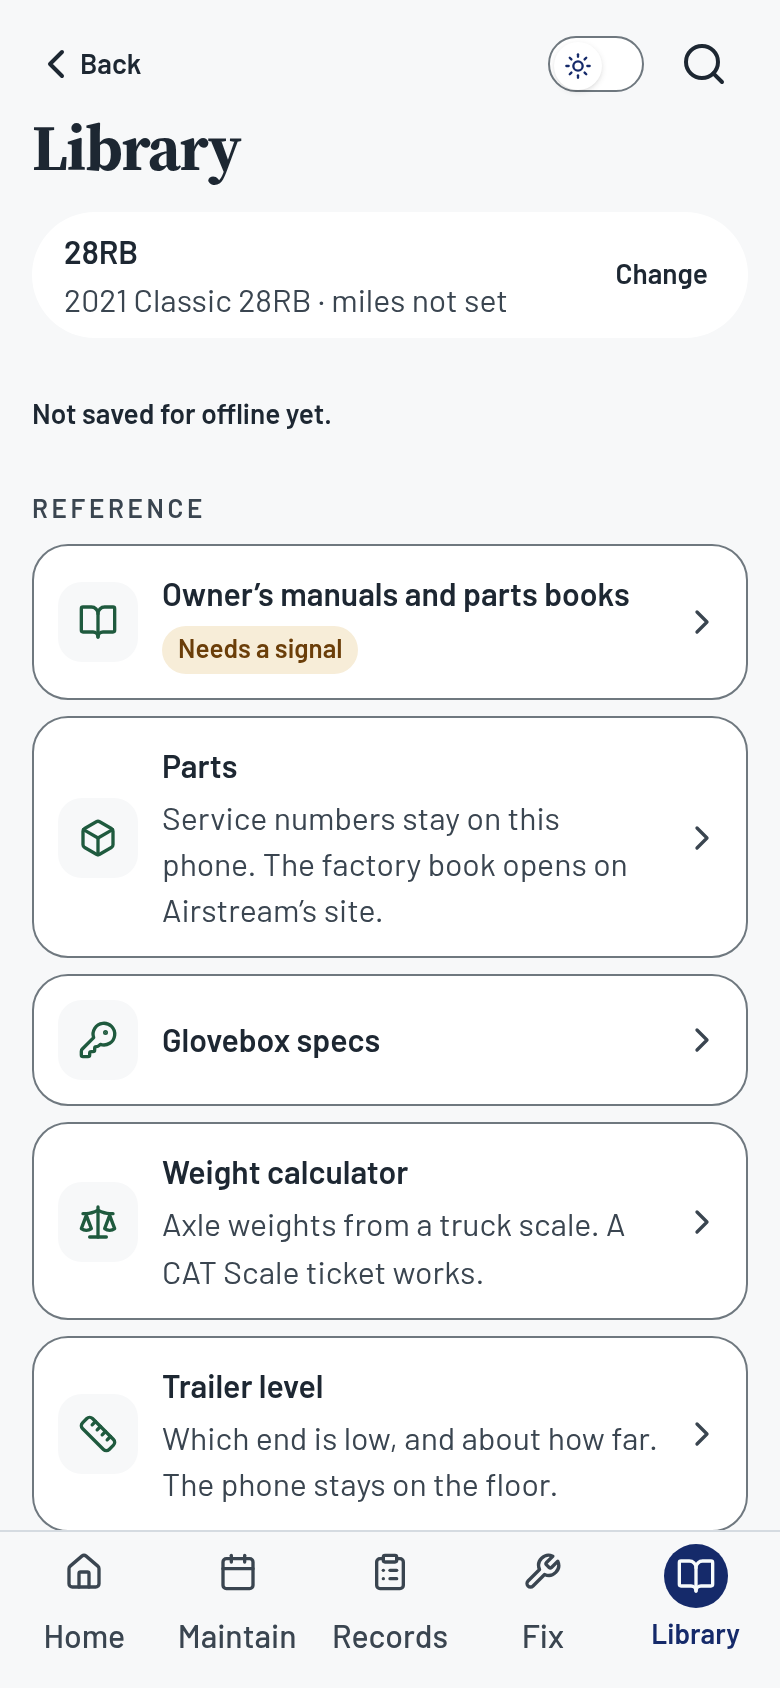 Back
Library
28RB
2021 Classic 28RB · miles not set
Change
Not saved for offline yet.
REFERENCE
Owner’s manuals and parts books
Needs a signal
Parts
Service numbers stay on this
phone. The factory book opens on
Airstream’s site.
Glovebox specs
Weight calculator
Axle weights from a truck scale. A
CAT Scale ticket works.
Trailer level
Which end is low, and about how far.
The phone stays on the floor.
Home
Maintain
Records
Fix
Library